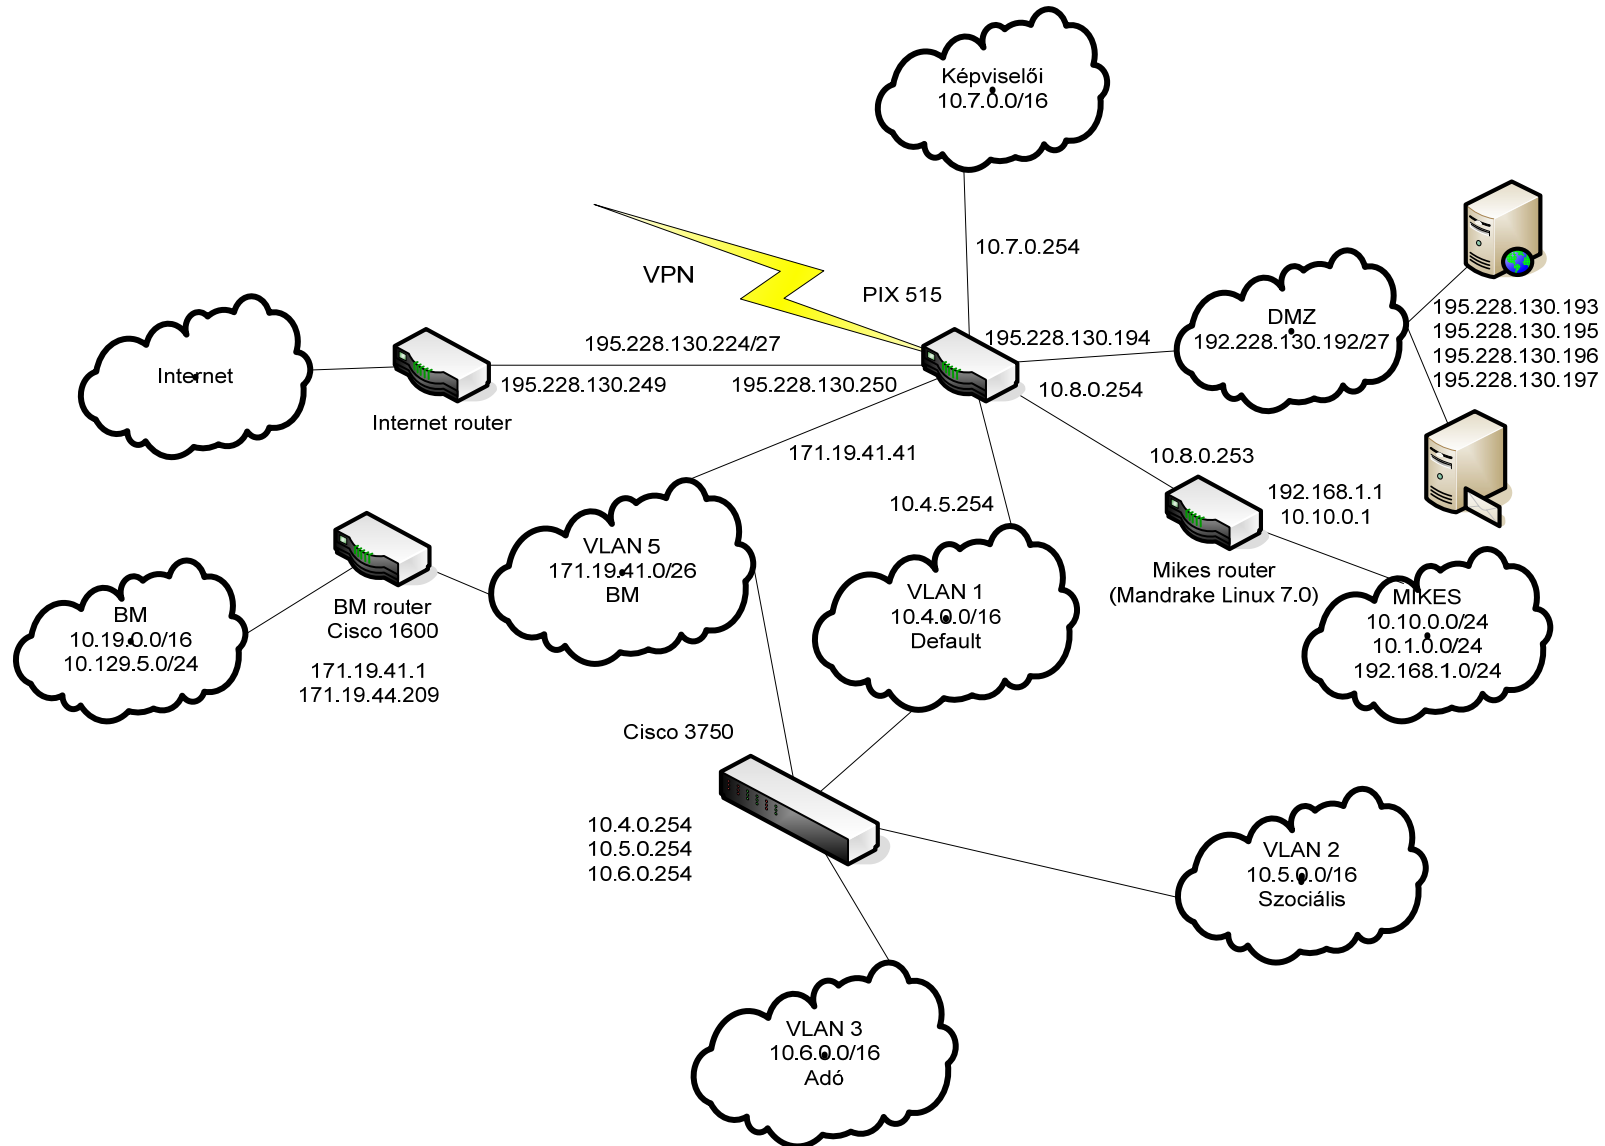 Képviselői
10.7.0.0/16
10.7.0.254
VPN
PIX 515
195.228.130.194
DMZ
192.228.130.192/27
195.228.130.193
195.228.130.195
195.228.130.196
195.228.130.197
Internet
195.228.130.224/27
195.228.130.249
195.228.130.250
Internet router
10.8.0.254
171.19.41.41
10.8.0.253
10.4.5.254
192.168.1.1
10.10.0.1
Mikes router
(Mandrake Linux 7.0)
MIKES
10.10.0.0/24
10.1.0.0/24
192.168.1.0/24
VLAN 5
171.19.41.0/26
BM
VLAN 1
10.4.0.0/16
Default
BM router
Cisco 1600
171.19.41.1
171.19.44.209
BM
10.19.0.0/16
10.129.5.0/24
Cisco 3750
10.4.0.254
10.5.0.254
10.6.0.254
VLAN 2
10.5.0.0/16
Szociális
VLAN 3
10.6.0.0/16
Adó